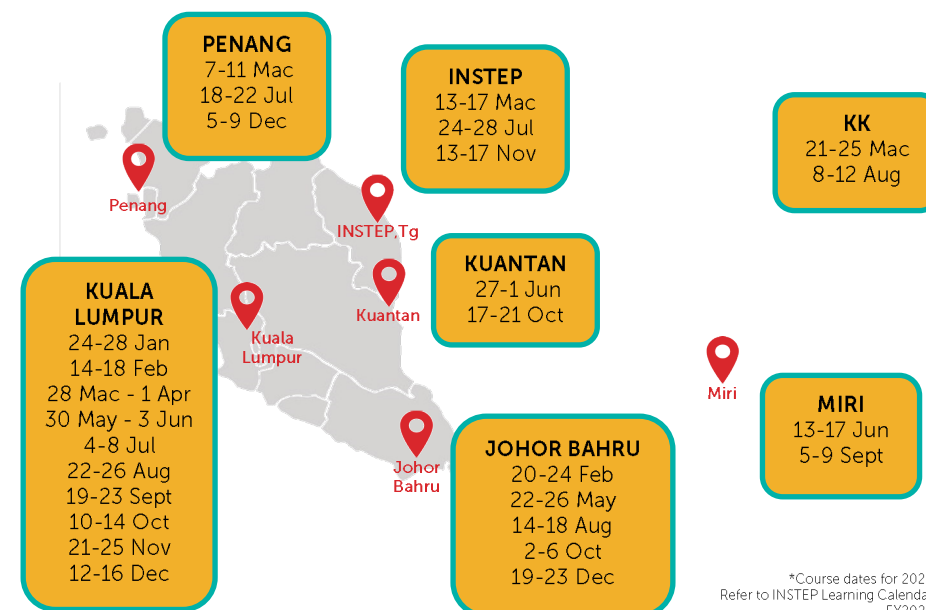 PENANG
7-11 Mac
18-22 Jul
5-9 Dec
INSTEP
13-17 Mac
24-28 Jul
13-17 Nov
KK
21-25 Mac
8-12 Aug
Penang
INSTEP,Tg
KUANTAN
27-1 Jun
17-21 Oct
Kuantan
KUALA
LUMPUR
24-28 Jan
14-18 Feb
28 Mac - 1 Apr
30 May - 3 Jun
4-8 Jul
22-26 Aug
19-23 Sept
10-14 Oct
21-25 Nov
12-16 Dec
Kuala
Lumpur
Miri
MIRI
13-17 Jun
5-9 Sept
Johor
Bahru
JOHOR BAHRU
20-24 Feb
22-26 May
14-18 Aug
2-6 Oct
19-23 Dec
*Course dates for
Refer to INSTEP Learning